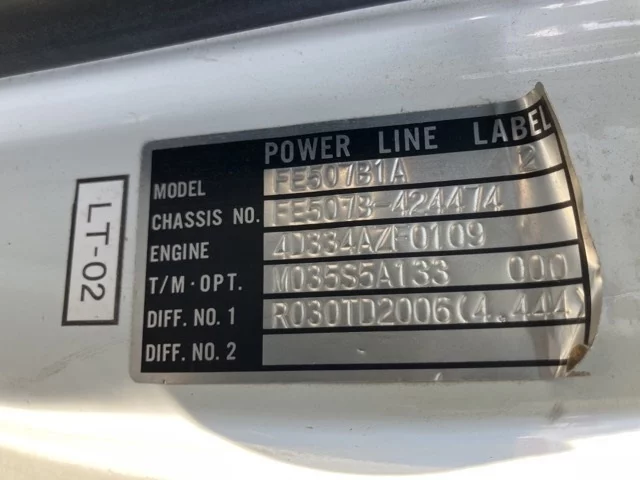 POWER LINE LABEL
MODEL FE507B1A 2
CHASSIS NO. FE507B-424474
ENGINE 4D334AZF0109
T/M·OPT. M035S5A133 000
DIFF. NO. 1 R030TD2006(4.444)
DIFF. NO. 2
LT-02